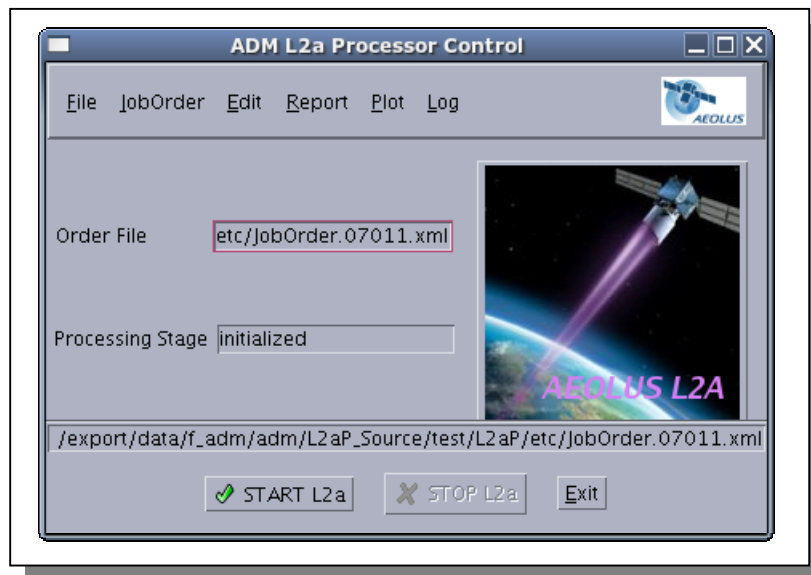 ADM L2a Processor Control
File JobOrder Edit Report Plot Log
AEOLUS
Order File etc/JobOrder.07011.xml
Processing Stage initialized
AEOLUS L2A
/export/data/f_adm/adm/L2aP_Source/test/L2aP/etc/JobOrder.07011.xml
START L2a STOP L2a Exit